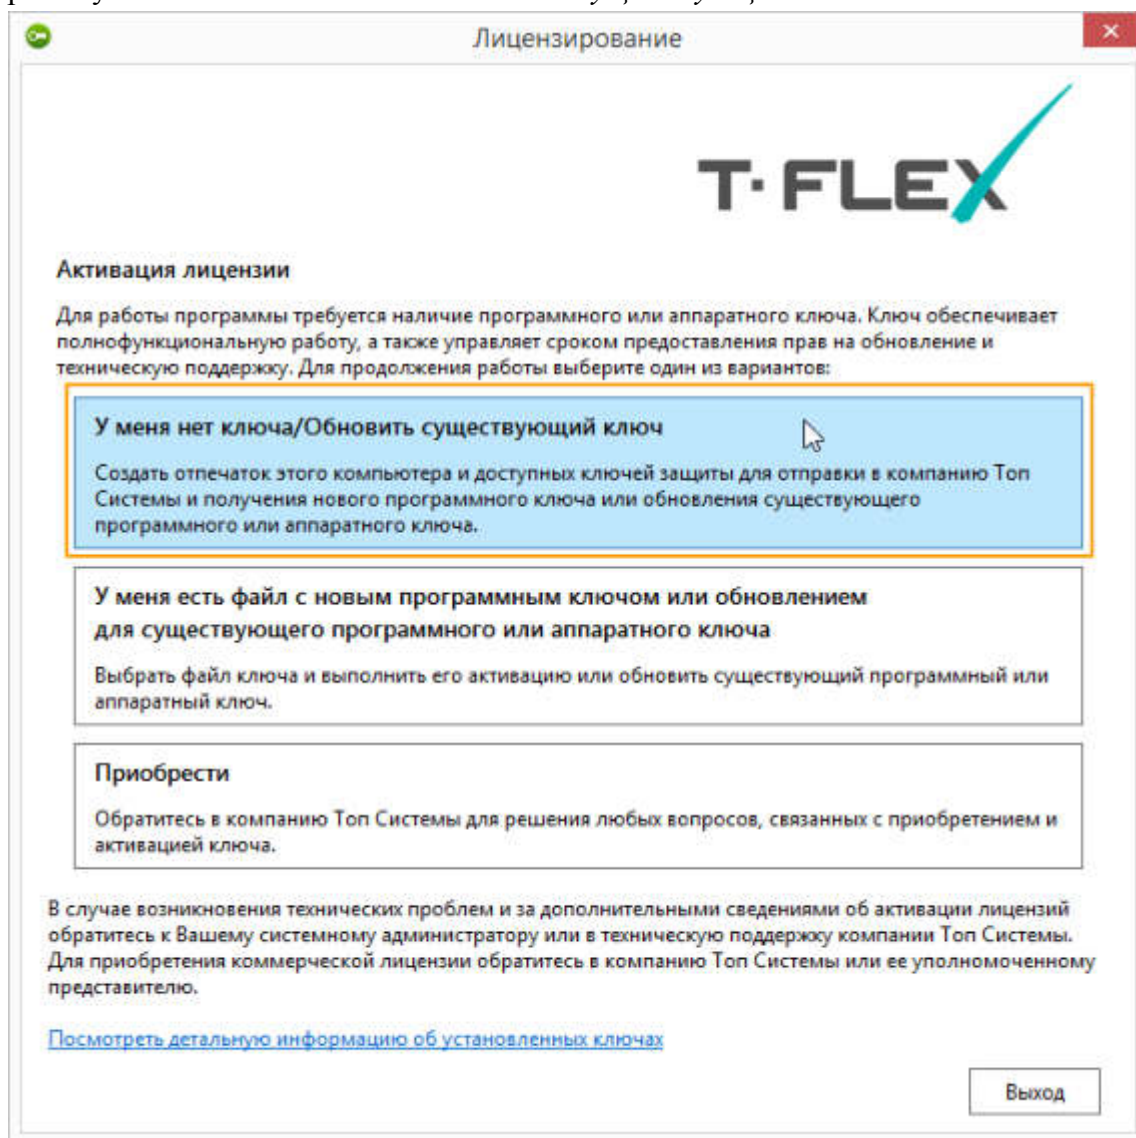 Лицензирование
T·FLEX
Активация лицензии
Для работы программы требуется наличие программного или аппаратного ключа. Ключ обеспечивает
полнофункциональную работу, а также управляет сроком предоставления прав на обновление и
техническую поддержку. Для продолжения работы выберите один из вариантов:
У меня нет ключа/Обновить существующий ключ
Создать отпечаток этого компьютера и доступных ключей защиты для отправки в компанию Топ
Системы и получения нового программного ключа или обновления существующего
программного или аппаратного ключа.
У меня есть файл с новым программным ключом или обновлением
для существующего программного или аппаратного ключа
Выбрать файл ключа и выполнить его активацию или обновить существующий программный или
аппаратный ключ.
Приобрести
Обратитесь в компанию Топ Системы для решения любых вопросов, связанных с приобретением и
активацией ключа.
В случае возникновения технических проблем и за дополнительными сведениями об активации лицензий
обратитесь к Вашему системному администратору или в техническую поддержку компании Топ Системы.
Для приобретения коммерческой лицензии обратитесь в компанию Топ Системы или ее уполномоченному
представителю.
Посмотреть детальную информацию об установленных ключах
Выход